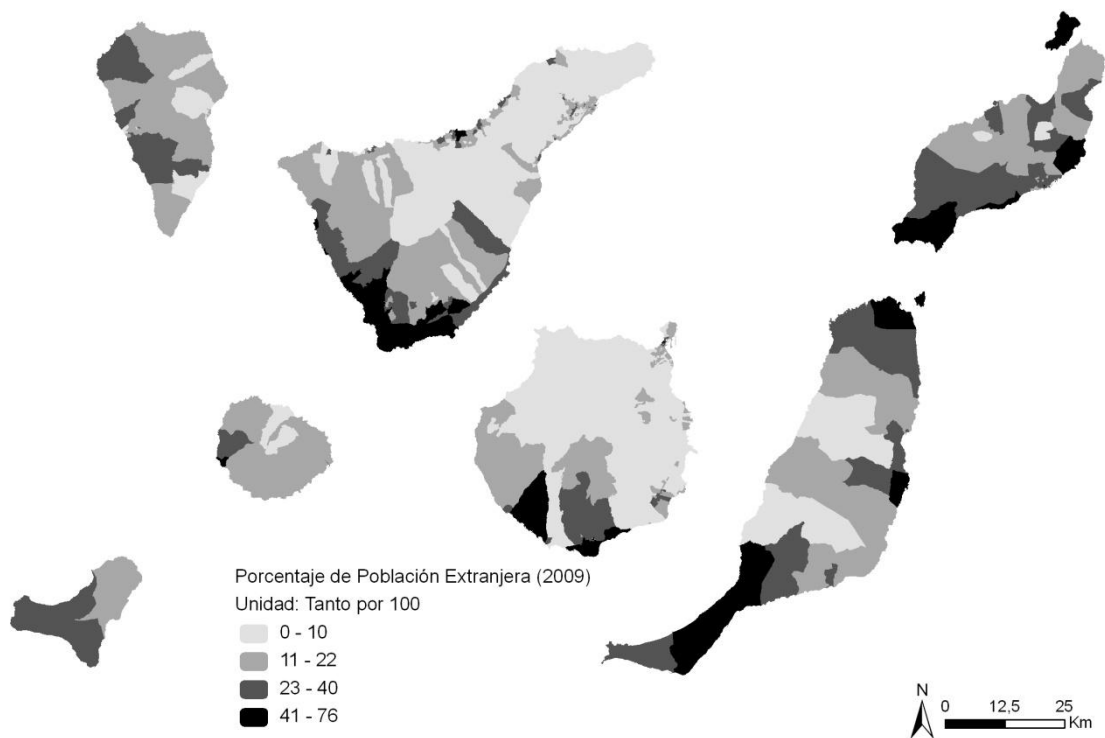 Porcentaje de Población Extranjera (2009)
Unidad: Tanto por 100
0 - 10
11 - 22
23 - 40
41 - 76
N
0 12,5 25
Km